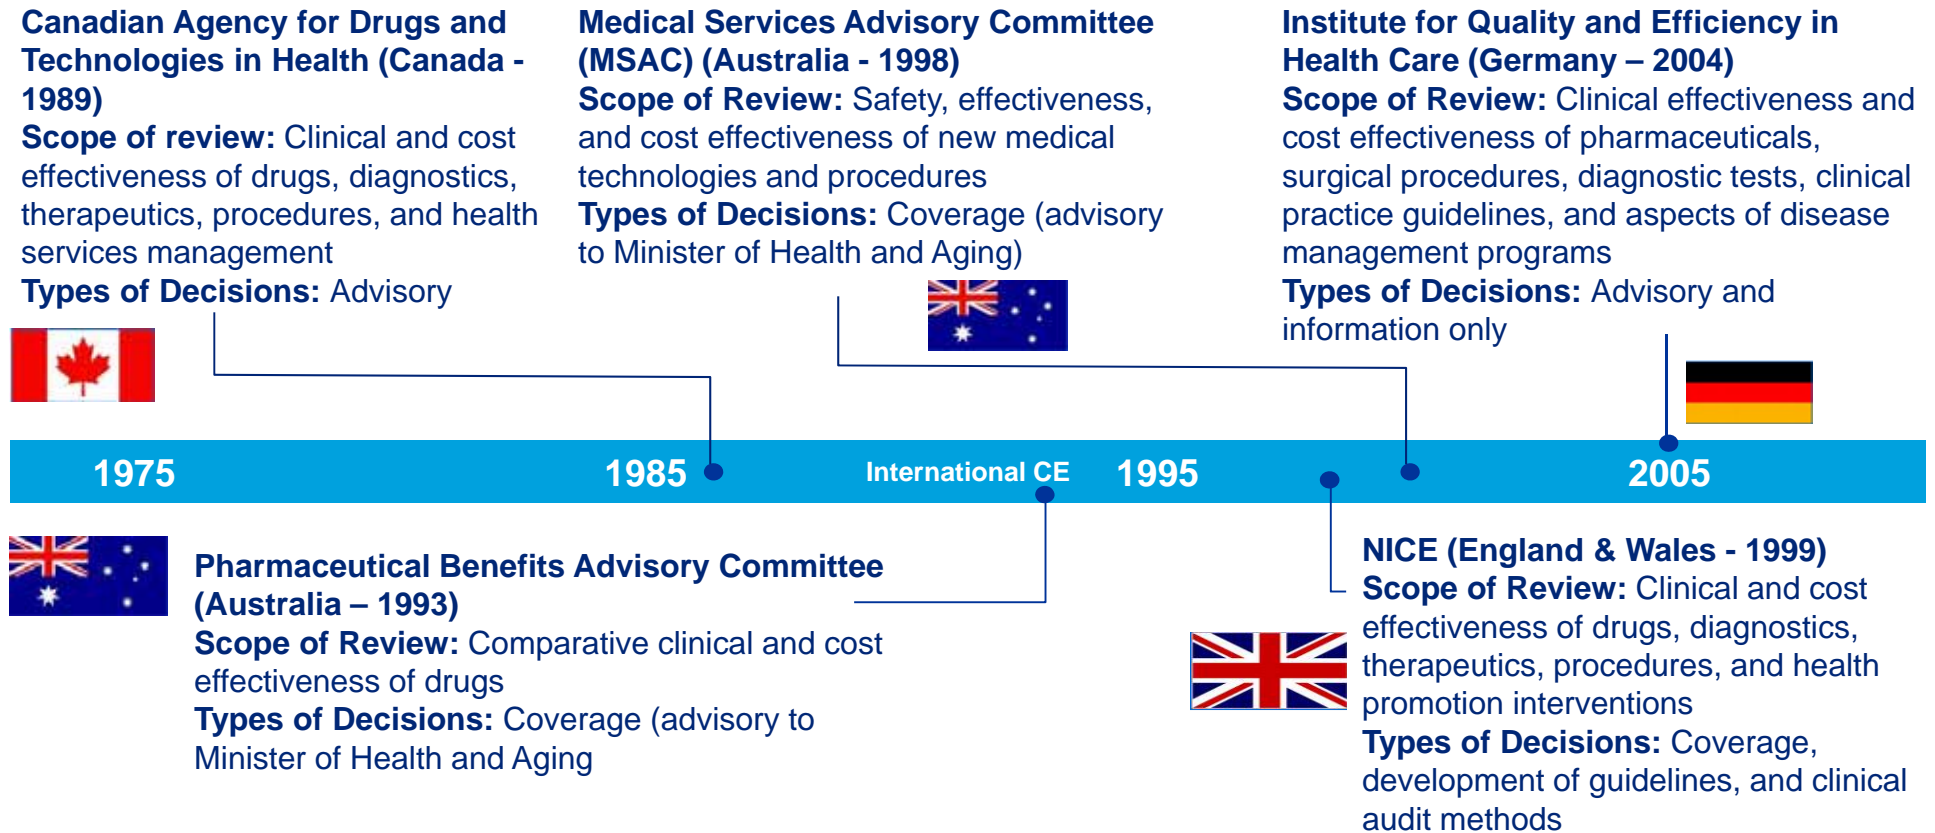 Canadian Agency for Drugs and
Technologies in Health (Canada -
1989)
Scope of review: Clinical and cost
effectiveness of drugs, diagnostics,
therapeutics, procedures, and health
services management
Types of Decisions: Advisory
Medical Services Advisory Committee
(MSAC) (Australia - 1998)
Scope of Review: Safety, effectiveness,
and cost effectiveness of new medical
technologies and procedures
Types of Decisions: Coverage (advisory
to Minister of Health and Aging)
Institute for Quality and Efficiency in
Health Care (Germany – 2004)
Scope of Review: Clinical effectiveness and
cost effectiveness of pharmaceuticals,
surgical procedures, diagnostic tests, clinical
practice guidelines, and aspects of disease
management programs
Types of Decisions: Advisory and
information only
1975
1985
International CE
1995
2005
Pharmaceutical Benefits Advisory Committee
(Australia – 1993)
Scope of Review: Comparative clinical and cost
effectiveness of drugs
Types of Decisions: Coverage (advisory to
Minister of Health and Aging
NICE (England & Wales - 1999)
Scope of Review: Clinical and cost
effectiveness of drugs, diagnostics,
therapeutics, procedures, and health
promotion interventions
Types of Decisions: Coverage,
development of guidelines, and clinical
audit methods